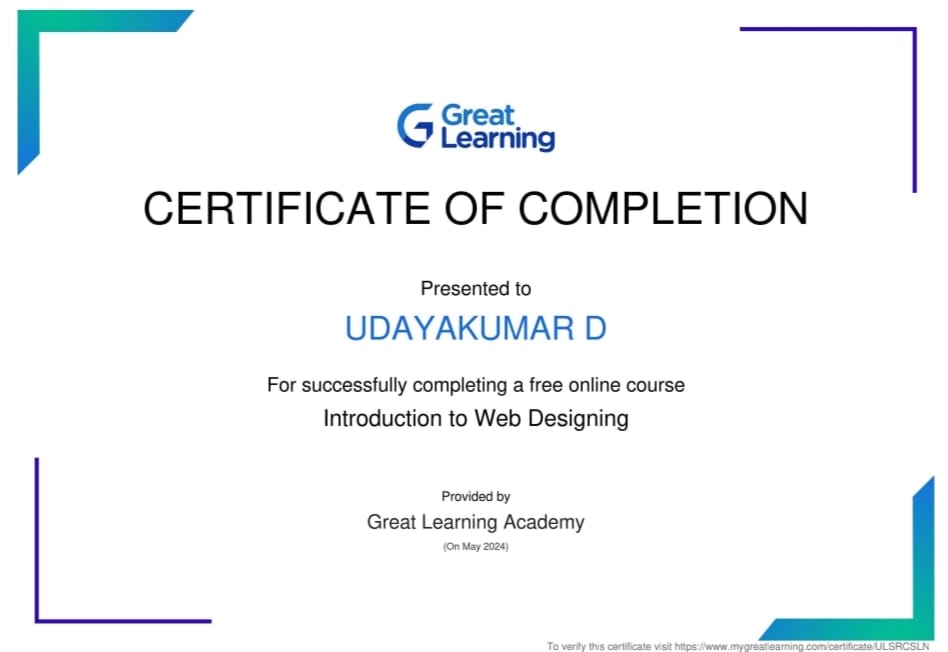 Great
Learning
CERTIFICATE OF COMPLETION
Presented to
UDAYAKUMAR D
For successfully completing a free online course
Introduction to Web Designing
Provided by
Great Learning Academy
(On May 2024)
To verify this certificate visit https://www.mygreatlearning.com/certificate/ULSRCSLN